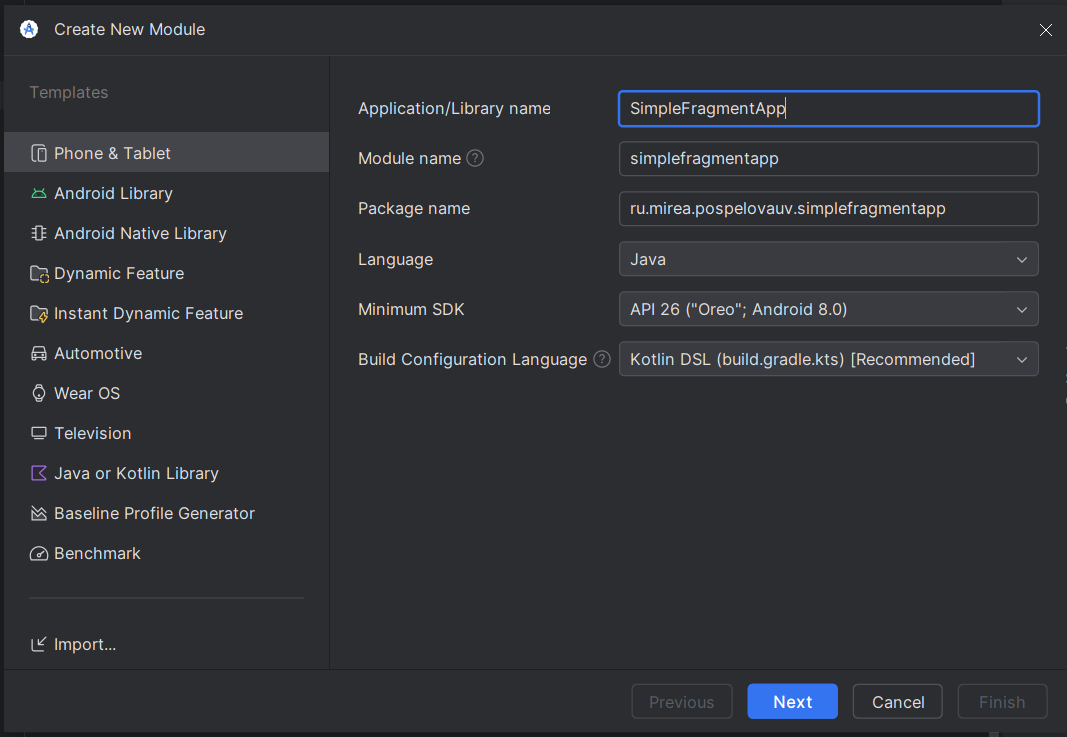 Create New Module
Templates
Phone & Tablet
Android Library
Android Native Library
Dynamic Feature
Instant Dynamic Feature
Automotive
Wear OS
Television
Java or Kotlin Library
Baseline Profile Generator
Benchmark
Import...
Application/Library name SimpleFragmentApp
Module name simplefragmentapp
Package name ru.mirea.pospelovauv.simplefragmentapp
Language Java
Minimum SDK API 26 ("Oreo"; Android 8.0)
Build Configuration Language Kotlin DSL (build.gradle.kts) [Recommended]
Previous Next Cancel Finish